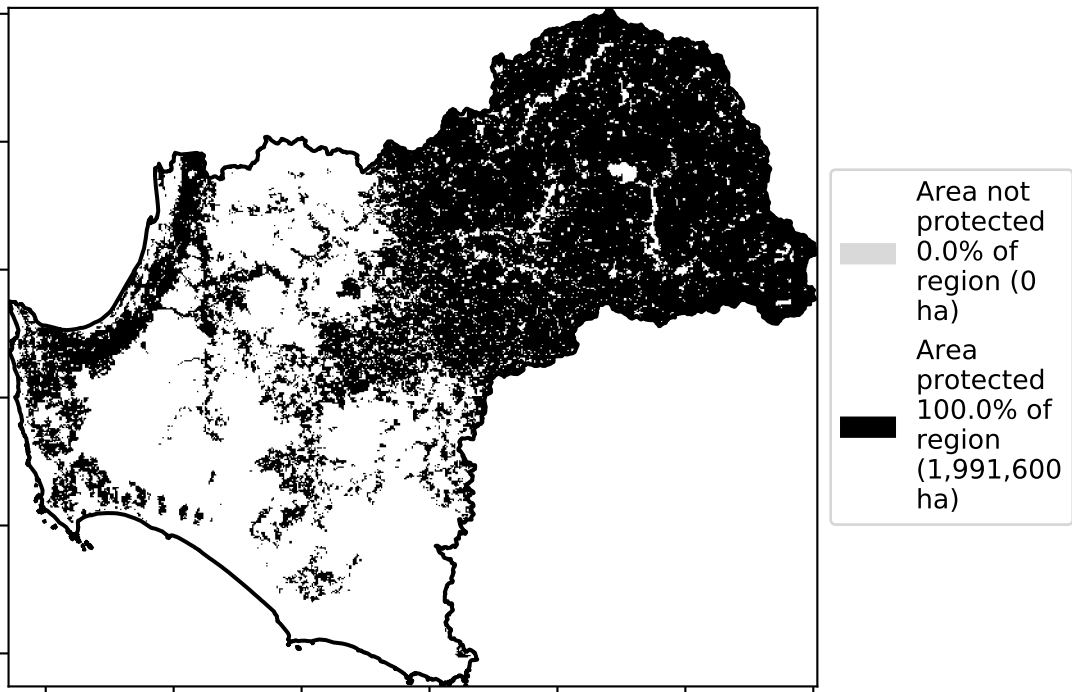 Area not
protected
0.0% of
region (0
ha)
Area
protected
100.0% of
region
(1,991,600
ha)